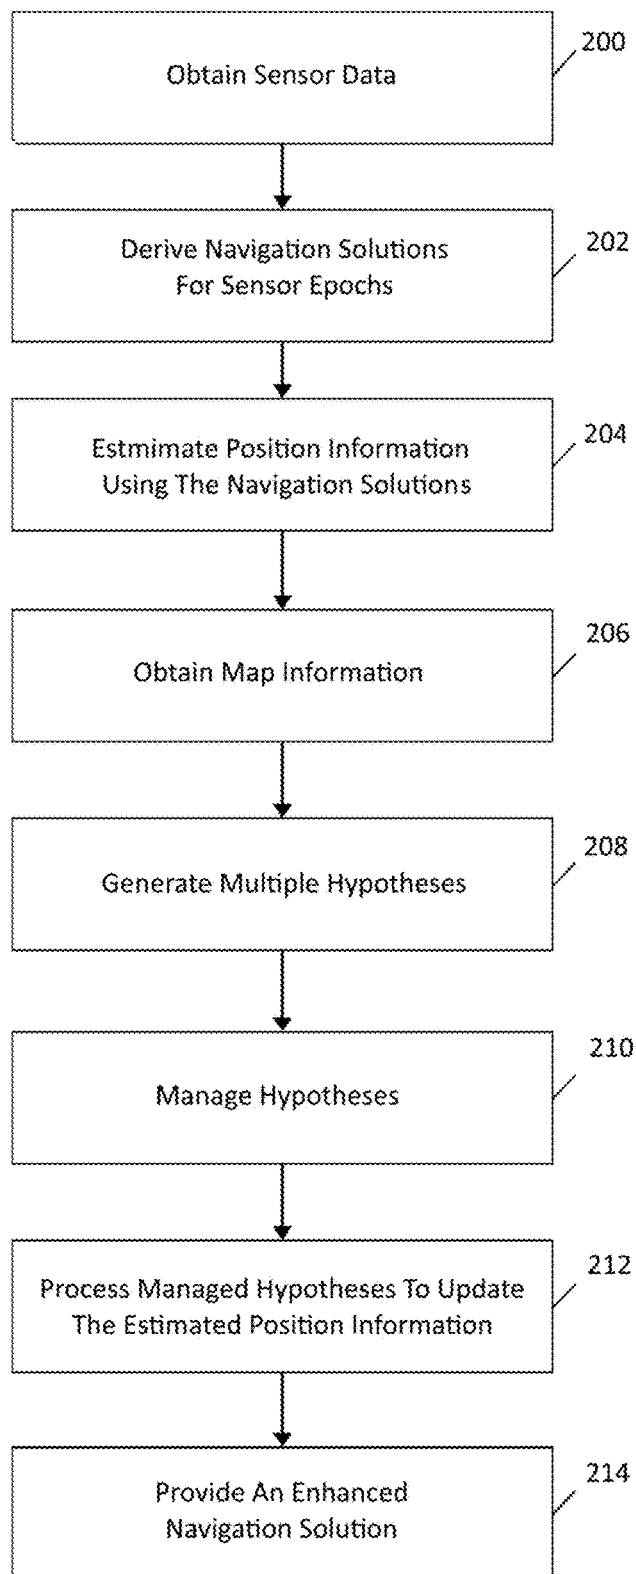 200
Obtain Sensor Data
202
Derive Navigation Solutions
For Sensor Epochs
204
Estmimate Position Information
Using The Navigation Solutions
206
Obtain Map Information
208
Generate Multiple Hypotheses
210
Manage Hypotheses
212
Process Managed Hypotheses To Update
The Estimated Position Information
214
Provide An Enhanced
Navigation Solution